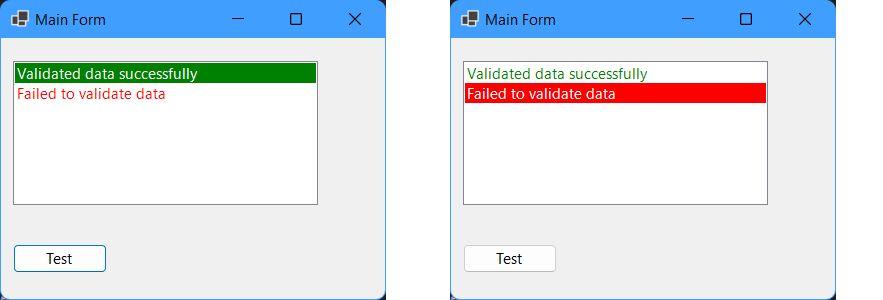 Main Form
Validated data successfully
Failed to validate data
Test
Main Form
Validated data successfully
Failed to validate data
Test